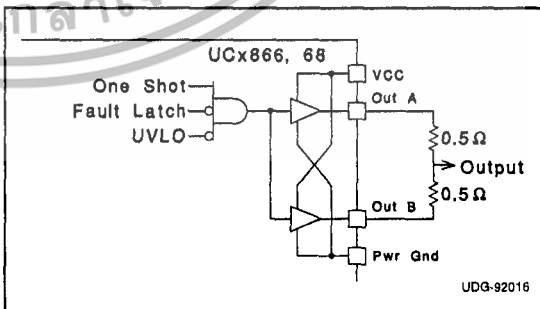 UCx866, 68
One Shot
Fault Latch
UVLO
VCC
Out A
0.5Ω
Output
0.5Ω
Out B
Pwr Gnd
UDG-92016